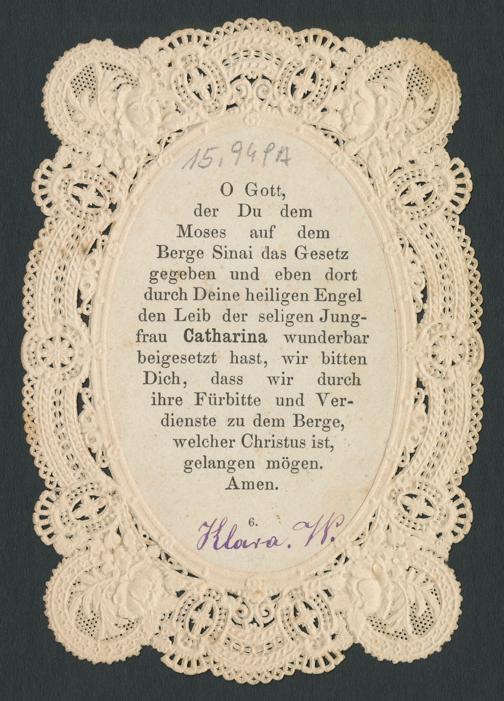 15,949A
O Gott,
der Du dem
Moses auf dem
Berge Sinai das Gesetz
gegeben und eben dort
durch Deine heiligen Engel
den Leib der seligen Jung-
frau Catharina wunderbar
beigesetzt hast, wir bitten
Dich, dass wir durch
ihre Fürbitte und Ver-
dienste zu dem Berge,
welcher Christus ist,
gelangen mögen.
Amen.
6.
Klara. W.